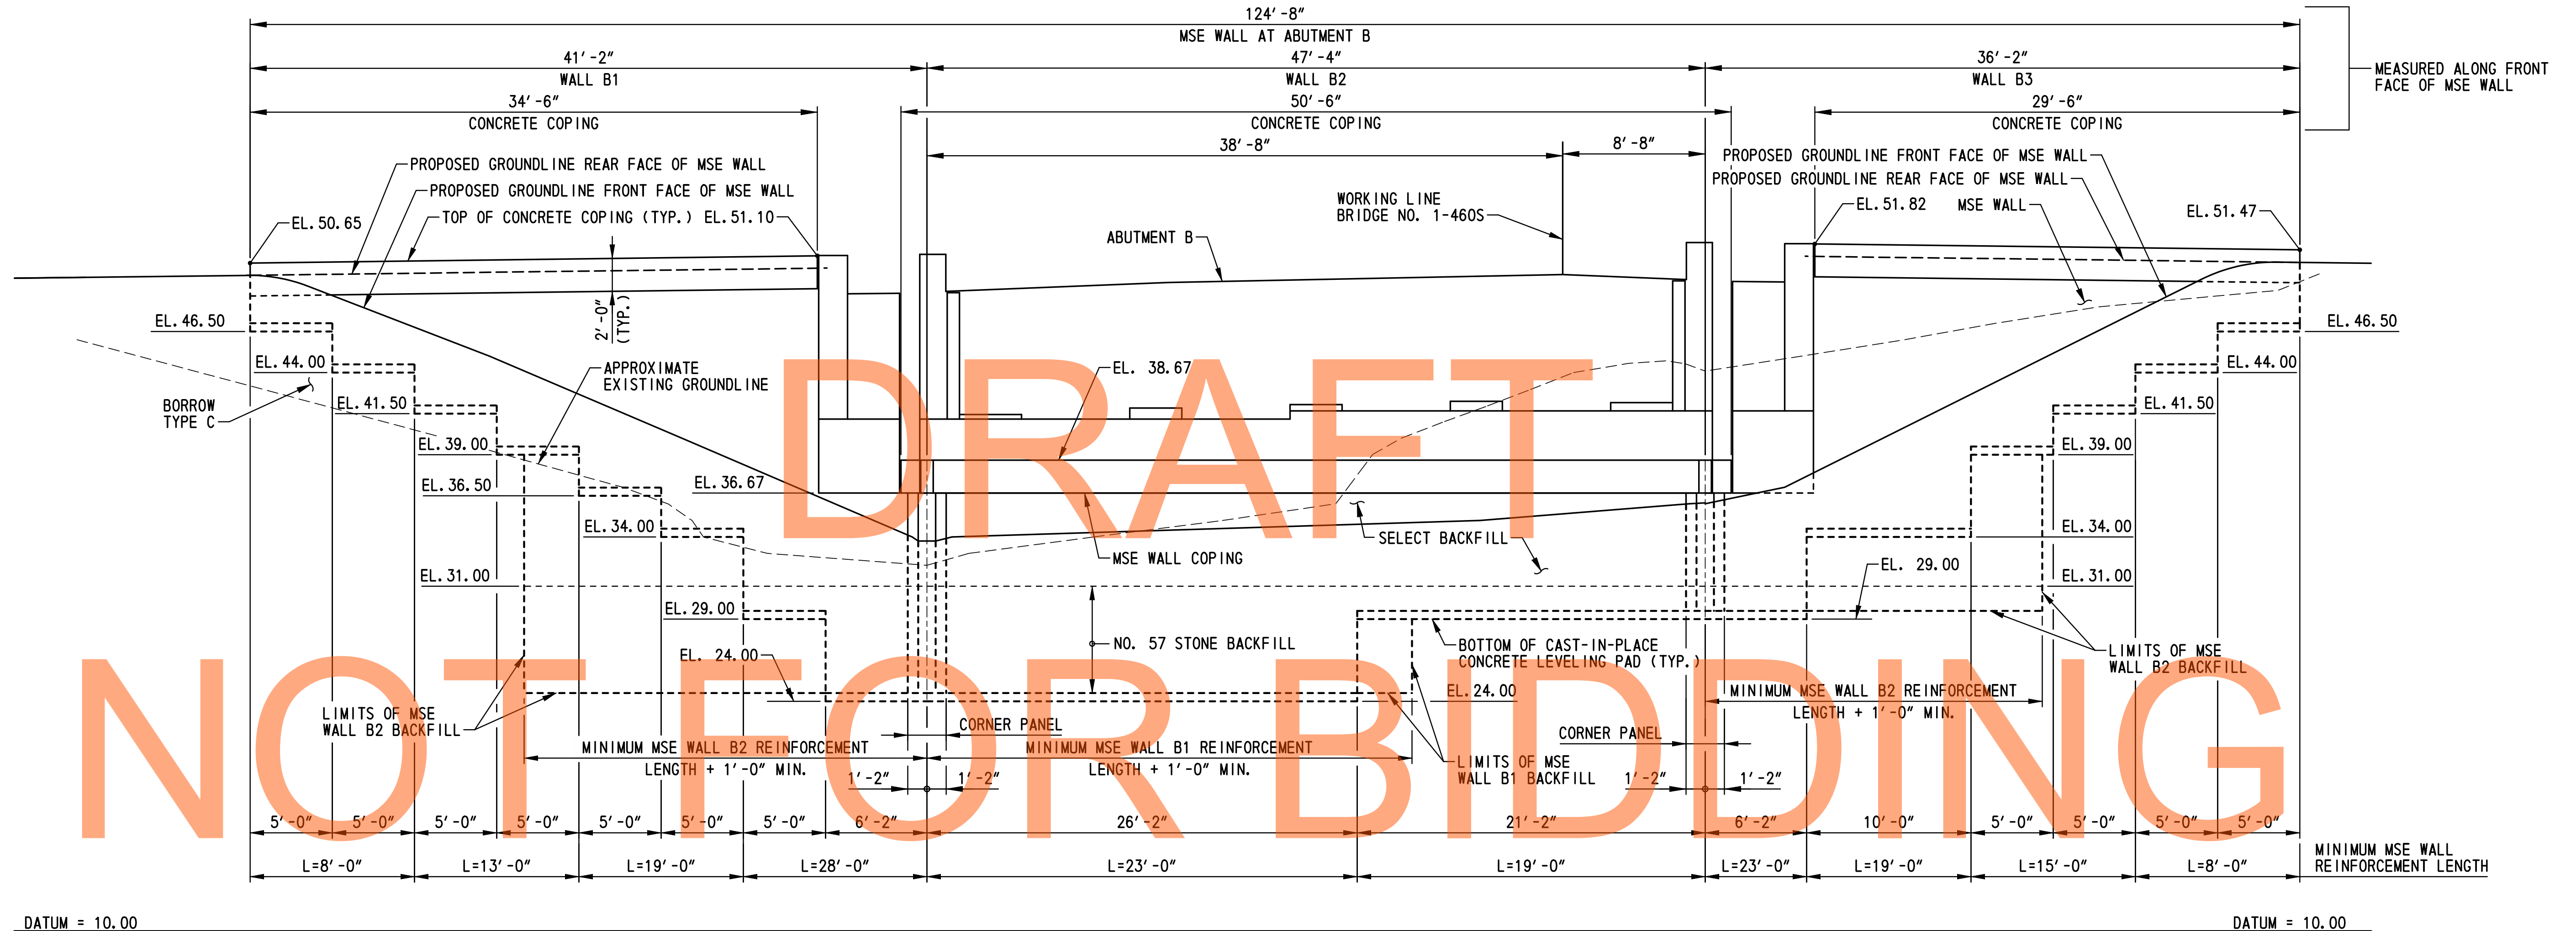 124'-8"
MSE WALL AT ABUTMENT B
41'-2"
WALL B1
47'-4"
WALL B2
36'-2"
WALL B3
MEASURED ALONG FRONT
FACE OF MSE WALL
34'-6"
CONCRETE COPING
50'-6"
CONCRETE COPING
29'-6"
CONCRETE COPING
38'-8"
8'-8"
PROPOSED GROUNDLINE REAR FACE OF MSE WALL
PROPOSED GROUNDLINE FRONT FACE OF MSE WALL
TOP OF CONCRETE COPING (TYP.) EL.51.10
EL.50.65
WORKING LINE
BRIDGE NO. 1-460S
ABUTMENT B
PROPOSED GROUNDLINE FRONT FACE OF MSE WALL
PROPOSED GROUNDLINE REAR FACE OF MSE WALL
EL.51.82
MSE WALL
EL.51.47
2'-0"
(TYP.)
EL.46.50
EL.44.00
EL.41.50
EL.39.00
EL.36.50
EL.34.00
EL.31.00
EL.29.00
EL. 24.00
BORROW
TYPE C
APPROXIMATE
EXISTING GROUNDLINE
EL.36.67
EL. 38.67
EL.46.50
EL.44.00
EL.41.50
EL.39.00
EL.34.00
EL.31.00
EL. 29.00
SELECT BACKFILL
MSE WALL COPING
NO. 57 STONE BACKFILL
BOTTOM OF CAST-IN-PLACE
CONCRETE LEVELING PAD (TYP.)
EL.24.00
LIMITS OF MSE
WALL B2 BACKFILL
LIMITS OF MSE
WALL B2 BACKFILL
CORNER PANEL
CORNER PANEL
MINIMUM MSE WALL B2 REINFORCEMENT
LENGTH + 1'-0" MIN.
MINIMUM MSE WALL B1 REINFORCEMENT
LENGTH + 1'-0" MIN.
MINIMUM MSE WALL B2 REINFORCEMENT
LENGTH + 1'-0" MIN.
LIMITS OF MSE
WALL B1 BACKFILL
1'-2" 1'-2" 1'-2" 1'-2"
5'-0" 5'-0" 5'-0" 5'-0" 5'-0" 5'-0" 5'-0" 6'-2" 26'-2" 21'-2" 6'-2" 10'-0" 5'-0" 5'-0" 5'-0" 5'-0"
L=8'-0" L=13'-0" L=19'-0" L=28'-0" L=23'-0" L=19'-0" L=23'-0" L=19'-0" L=15'-0" L=8'-0"
MINIMUM MSE WALL
REINFORCEMENT LENGTH
DATUM = 10.00
DATUM = 10.00
DRAFT
NOT FOR BIDDING